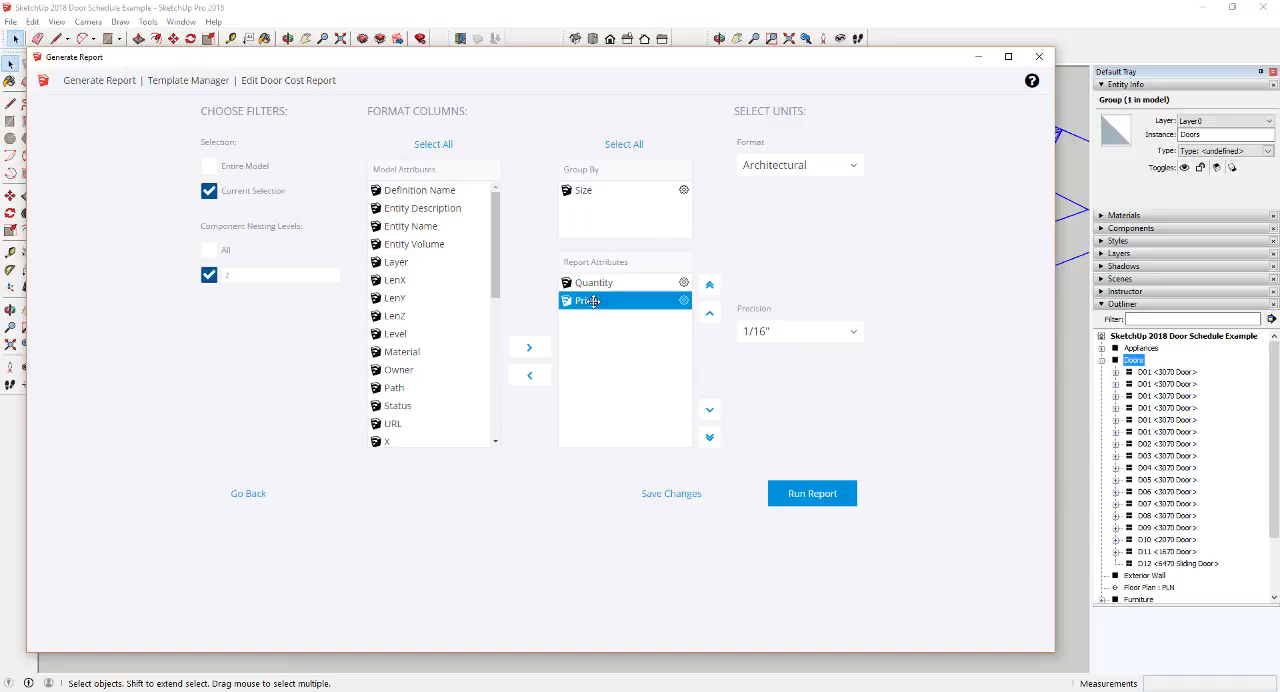 SketchUp 2018 Door Schedule Example - SketchUp Pro 2018
File Edit View Camera Draw Tools Window Help
Generate Report
Generate Report | Template Manager | Edit Door Cost Report
CHOOSE FILTERS:
Selection:
Entire Model
Current Selection
Component Nesting Levels:
All
2
FORMAT COLUMNS:
Select All
Model Attributes
Definition Name
Entity Description
Entity Name
Entity Volume
Layer
LenX
LenY
LenZ
Level
Material
Owner
Path
Status
URL
X
Select All
Group By
Size
Report Attributes
Quantity
SELECT UNITS:
Format
Architectural
Precision
1/16"
Go Back
Save Changes
Run Report
Default Tray
Entity Info
Group (1 in model)
Layer: Layer0
Instance: Doors
Type: Type: <undefined>
Toggles:
Materials
Components
Styles
Layers
Shadows
Scenes
Instructor
Outliner
Filter:
SketchUp 2018 Door Schedule Example
Appliances
Doors
D01 <3070 Door>
D01 <3070 Door>
D01 <3070 Door>
D01 <3070 Door>
D01 <3070 Door>
D02 <3070 Door>
D03 <3070 Door>
D04 <3070 Door>
D05 <3070 Door>
D06 <3070 Door>
D07 <3070 Door>
D08 <3070 Door>
D09 <3070 Door>
D10 <2070 Door>
D11 <1670 Door>
D12 <6470 Sliding Door>
Exterior Wall
Floor Plan : PLN
Furniture
Select objects. Shift to extend select. Drag mouse to select multiple.
Measurements